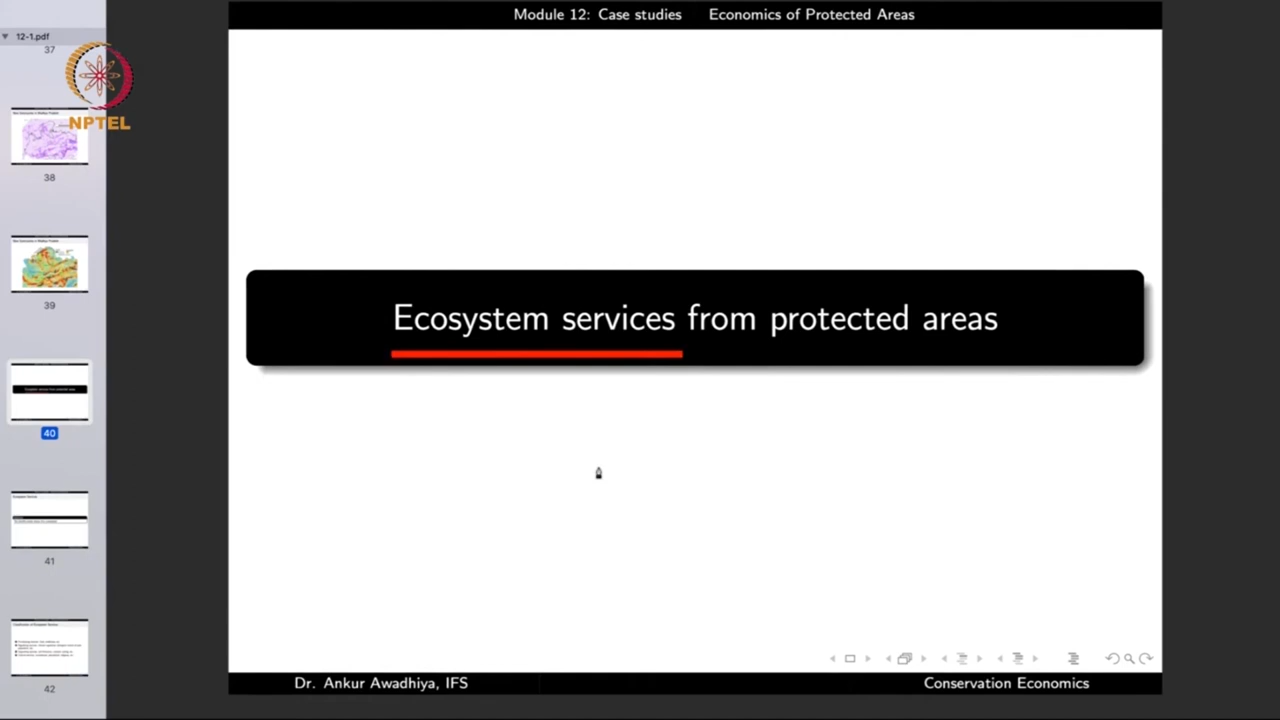 Module 12: Case studies Economics of Protected Areas
12-1.pdf
37
NPTEL
38
39
Ecosystem services from protected areas
40
41
42
Dr. Ankur Awadhiya, IFS Conservation Economics